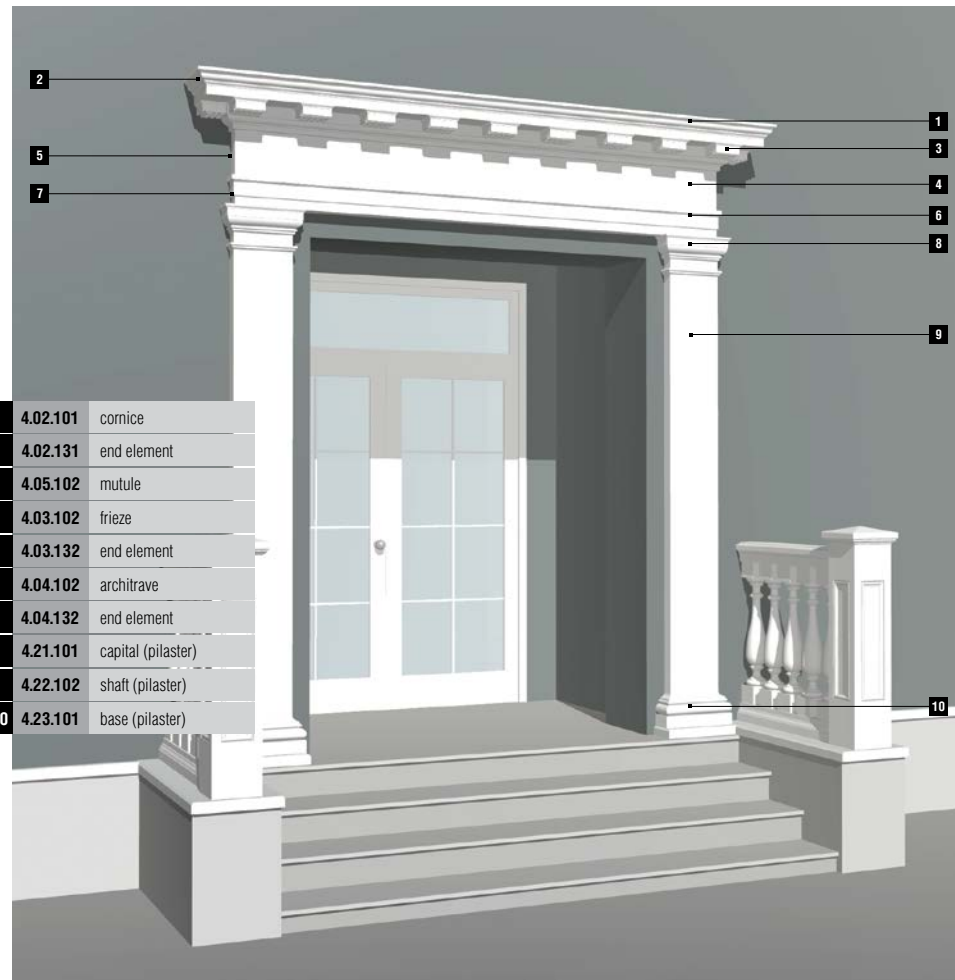 2
1
3
5
4
7
6
8
9
4.02.101 cornice
4.02.131 end element
4.05.102 mutule
4.03.102 frieze
4.03.132 end element
4.04.102 architrave
4.04.132 end element
4.21.101 capital (pilaster)
4.22.102 shaft (pilaster)
0 4.23.101 base (pilaster)
10